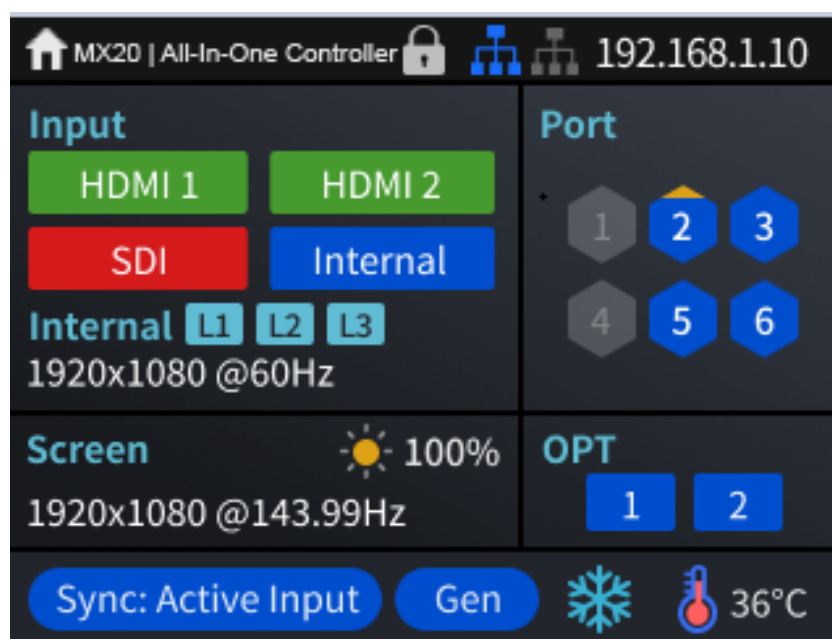 MX20 | All-In-One Controller 192.168.1.10
Input
HDMI 1 HDMI 2
SDI Internal
Internal L1 L2 L3
1920x1080 @60Hz
Port
1 2 3
4 5 6
Screen 100%
1920x1080 @143.99Hz
OPT
1 2
Sync: Active Input Gen 36°C